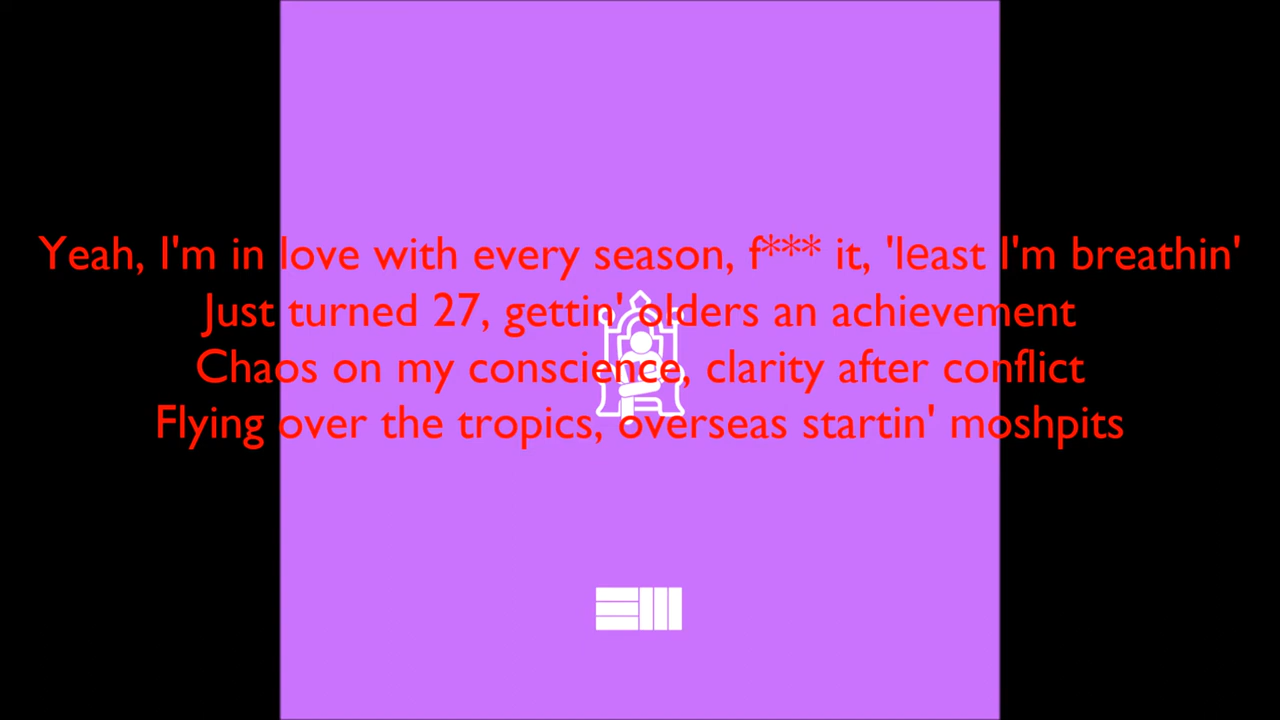 Yeah, I'm in love with every season, f*** it, 'least I'm breathin'
Just turned 27, gettin' olders an achievement
Chaos on my conscience, clarity after conflict
Flying over the tropics, overseas startin' moshpits